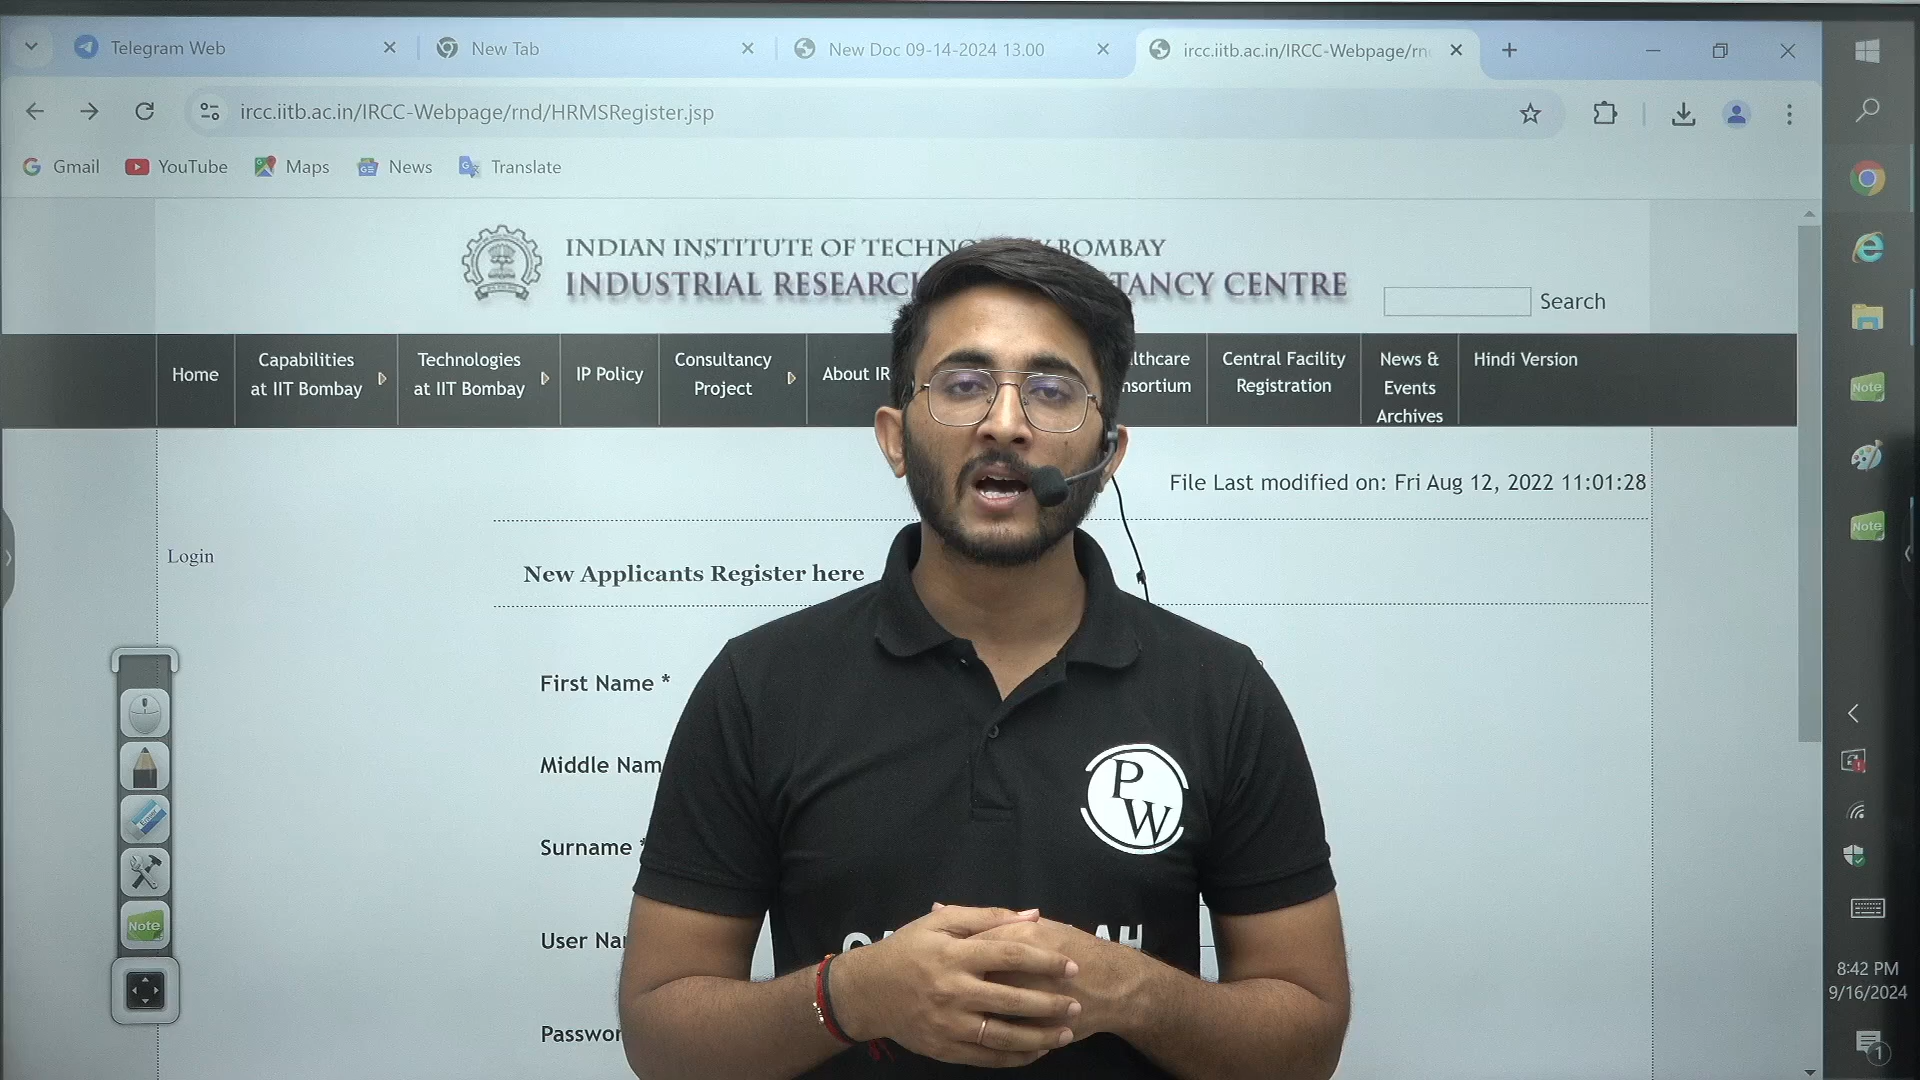 Telegram Web
New Tab
New Doc 09-14-2024 13.00
ircc.iitb.ac.in/IRCC-Webpage/rn
ircc.iitb.ac.in/IRCC-Webpage/rnd/HRMSRegister.jsp
Gmail
YouTube
Maps
News
Translate
INDIAN INSTITUTE OF TECHNO Y BOMBAY
INDUSTRIAL RESEARC TANCY CENTRE
Search
Home
Capabilities
at IIT Bombay
Technologies
at IIT Bombay
IP Policy
Consultancy
Project
About IR
lthcare
nsortium
Central Facility
Registration
News &
Events
Archives
Hindi Version
File Last modified on: Fri Aug 12, 2022 11:01:28
Login
New Applicants Register here
First Name *
Middle Nam
Surname *
User Na
Passwor
P
W
AH
Eraser
Note
Note
Note
8:42 PM
9/16/2024
1